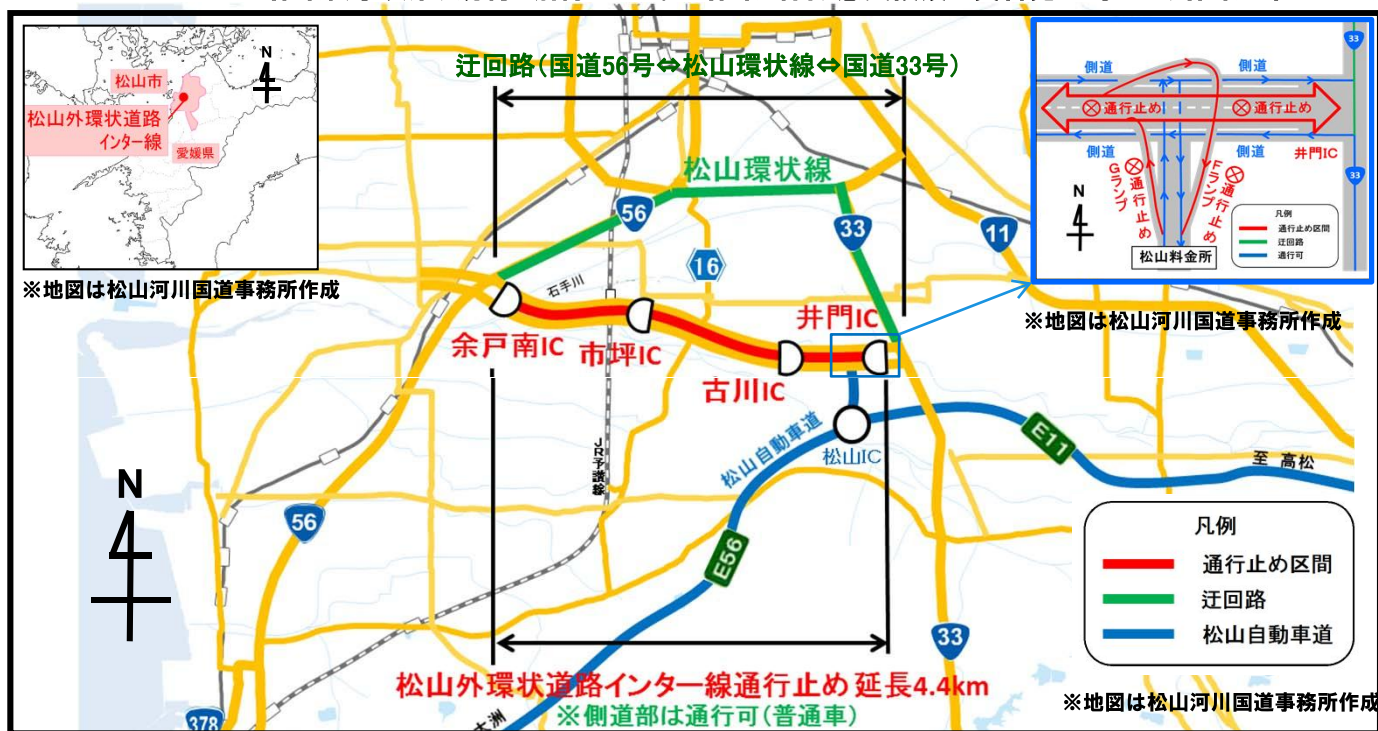 N
松山市
松山外環状道路
インター線
愛媛県
※地図は松山河川国道事務所作成
迂回路(国道56号⇔松山環状線⇔国道33号)
松山環状線
56
33
11
16
石手川
余戸南IC
市坪IC
古川IC
井門IC
JR予讃線
松山自動車道
松山IC
E11
至 高松
E56
56
33
378
大洲
N
松山外環状道路インター線通行止め 延長4.4km
※側道部は通行可(普通車)
33
側道
側道
通行止め
通行止め
側道
側道
井門IC
33
Gランプ
通行止め
Fランプ
通行止め
N
松山料金所
凡例
通行止め区間
迂回路
通行可
※地図は松山河川国道事務所作成
凡例
通行止め区間
迂回路
松山自動車道
※地図は松山河川国道事務所作成